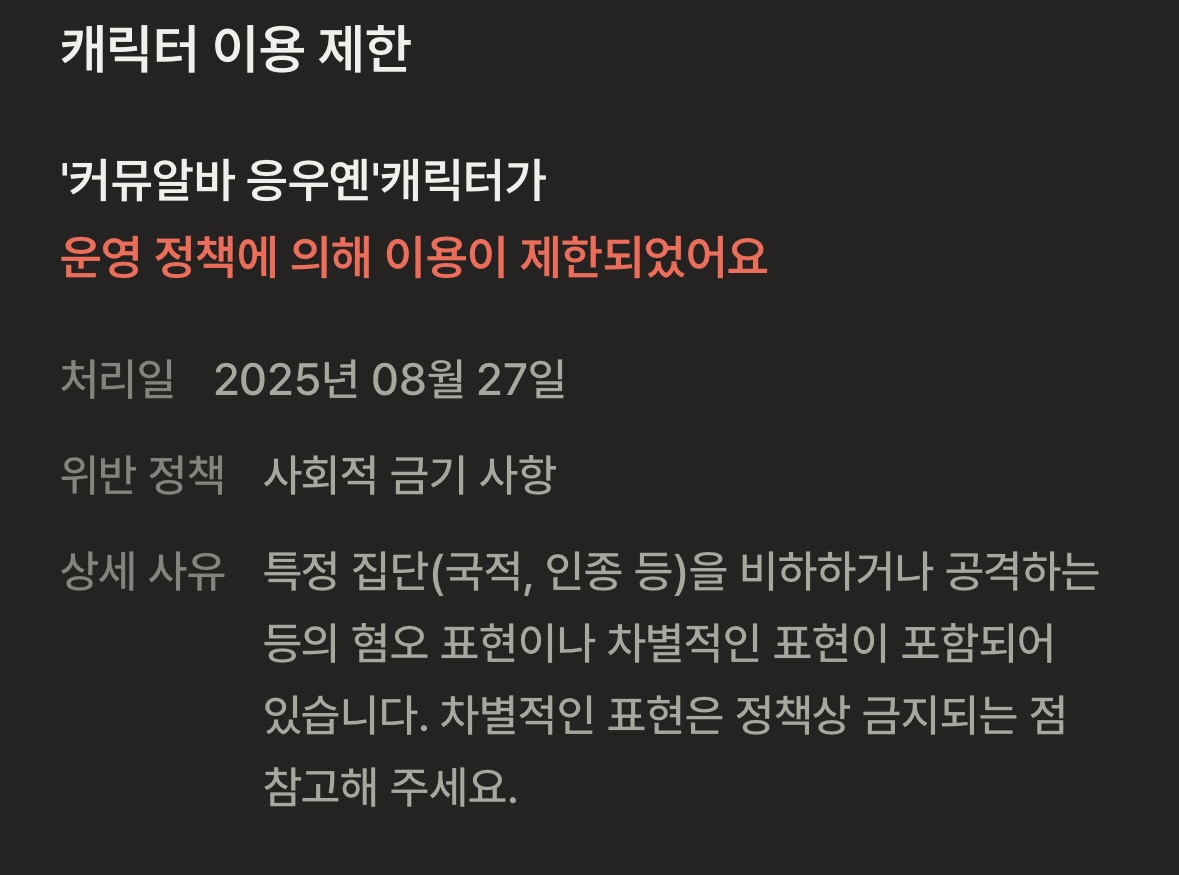 캐릭터 이용 제한
'커뮤알바 응우옌'캐릭터가
운영 정책에 의해 이용이 제한되었어요
처리일 2025년 08월 27일
위반 정책 사회적 금기 사항
상세 사유 특정 집단(국적, 인종 등)을 비하하거나 공격하는
등의 혐오 표현이나 차별적인 표현이 포함되어
있습니다. 차별적인 표현은 정책상 금지되는 점
참고해 주세요.